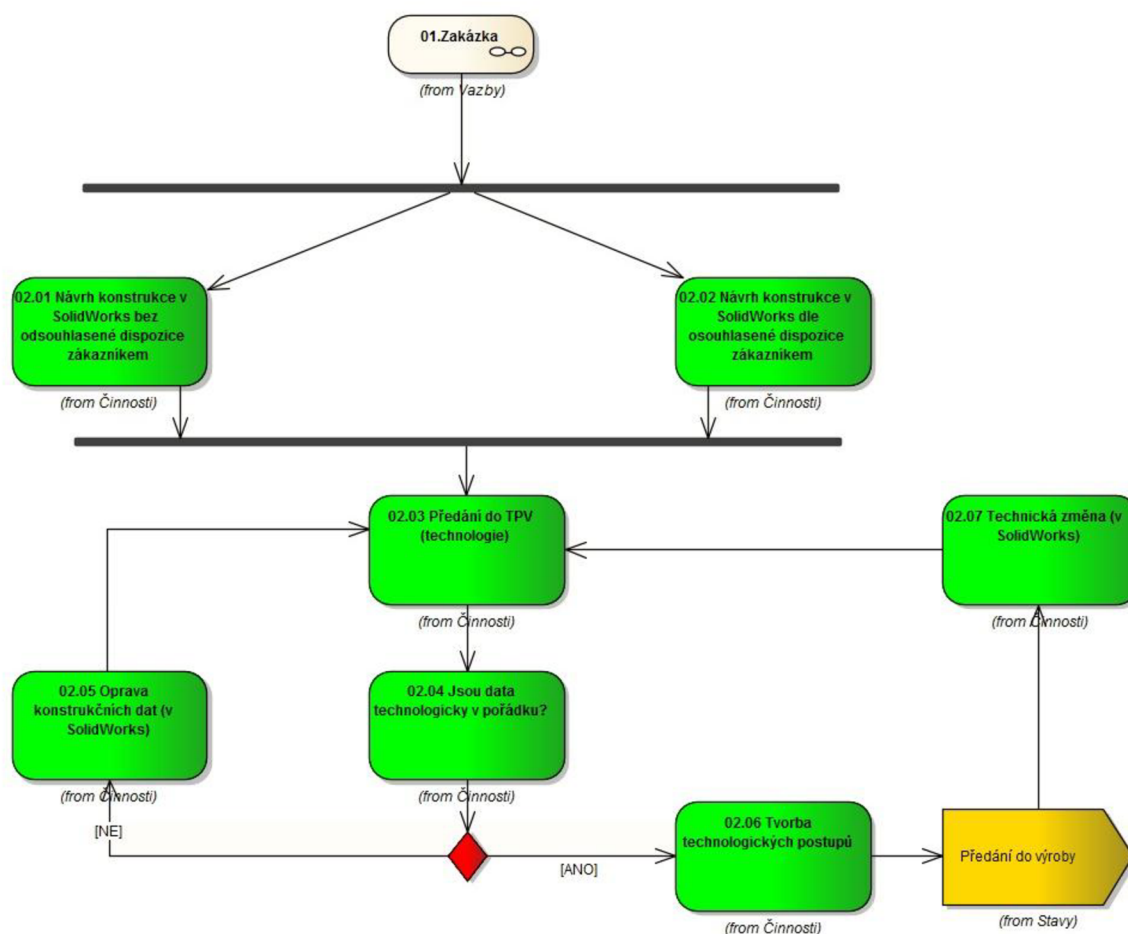 01.Zakázka
(from Vazby)
02.01 Návrh konstrukce v
SolidWorks bez
odsouhlasené dispozice
zákazníkem
(from Činnosti)
02.02 Návrh konstrukce v
SolidWorks dle
osouhlasené dispozice
zákazníkem
(from Činnosti)
02.03 Předání do TPV
(technologie)
(from Činnosti)
02.07 Technická změna (v
SolidWorks)
(from Činnosti)
02.05 Oprava
konstrukčních dat (v
SolidWorks)
(from Činnosti)
02.04 Jsou data
technologicky v pořádku?
(from Činnosti)
[NE]
[ANO]
02.06 Tvorba
technologických postupů
(from Činnosti)
Předání do výroby
(from Stavy)